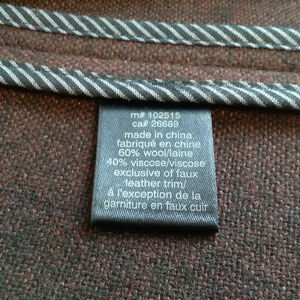 rn# 102515
ca# 26689
made in china
fabriqué en chine
60% wool/laine
40% viscose/viscose
exclusive of faux
leather trim/
à l'exception de la
garniture en faux cuir